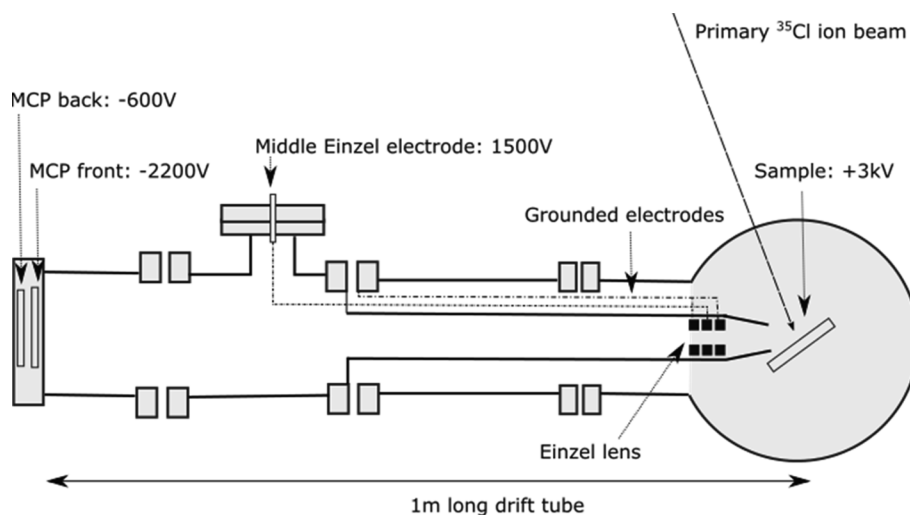 Primary ³⁵Cl ion beam
MCP back: -600V
Middle Einzel electrode: 1500V
MCP front: -2200V
Sample: +3kV
Grounded electrodes
Einzel lens
1m long drift tube